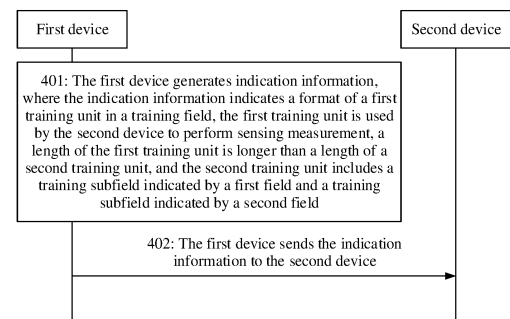 First device
Second device
401: The first device generates indication information,
where the indication information indicates a format of a first
training unit in a training field, the first training unit is used
by the second device to perform sensing measurement, a
length of the first training unit is longer than a length of a
second training unit, and the second training unit includes a
training subfield indicated by a first field and a training
subfield indicated by a second field
402: The first device sends the indication
information to the second device